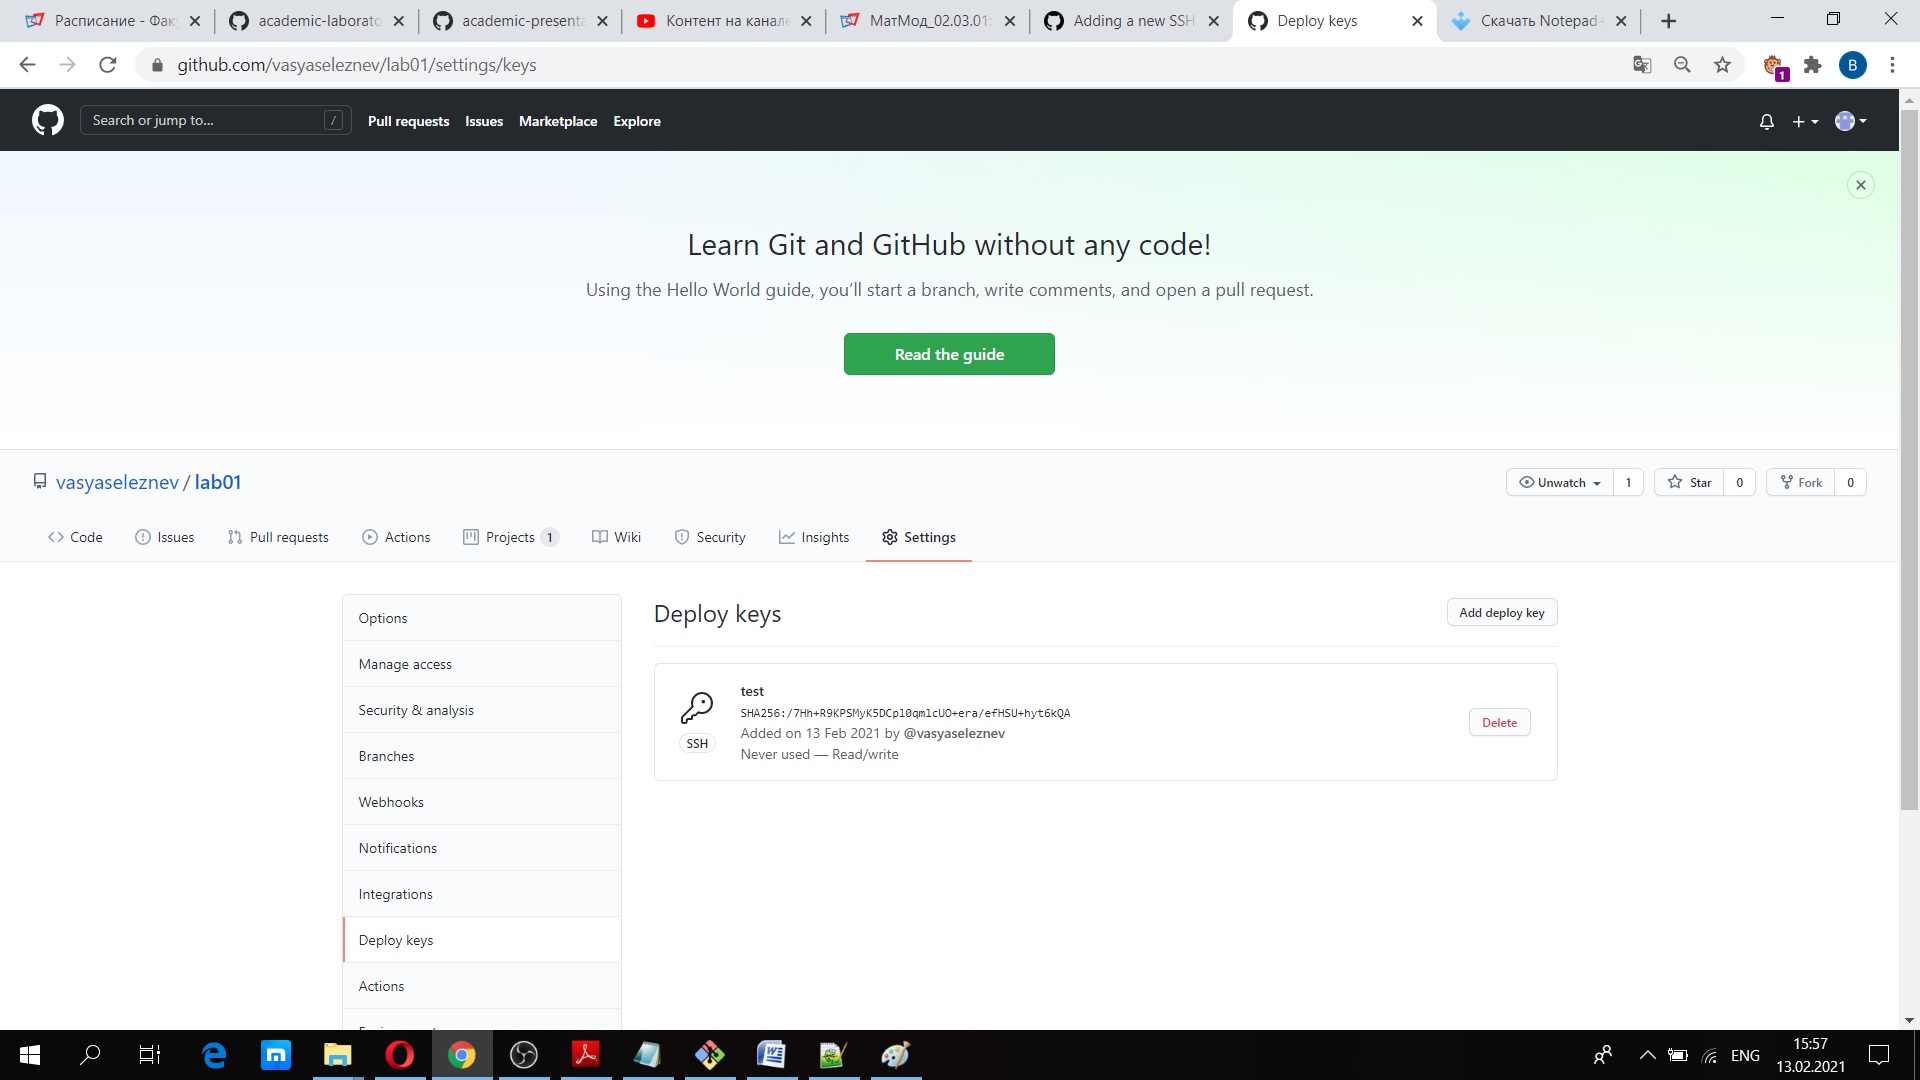 Расписание - Факу
academic-laborato
academic-presenta
Контент на канале
МатМод_02.03.01:
Adding a new SSH
Deploy keys
Скачать Notepad+
github.com/vasyaseleznev/lab01/settings/keys
1
В
Search or jump to...
/
Pull requests
Issues
Marketplace
Explore
Learn Git and GitHub without any code!
Using the Hello World guide, you’ll start a branch, write comments, and open a pull request.
Read the guide
vasyaseleznev / lab01
Unwatch 1
Star 0
Fork 0
Code
Issues
Pull requests
Actions
Projects 1
Wiki
Security
Insights
Settings
Options
Manage access
Security & analysis
Branches
Webhooks
Notifications
Integrations
Deploy keys
Actions
Deploy keys
Add deploy key
SSH
test
SHA256:/7Hh+R9KPSMyK5DCpl0qmlcUO+era/efHSU+hyt6kQA
Added on 13 Feb 2021 by @vasyaseleznev
Never used — Read/write
Delete
ENG
15:57
13.02.2021